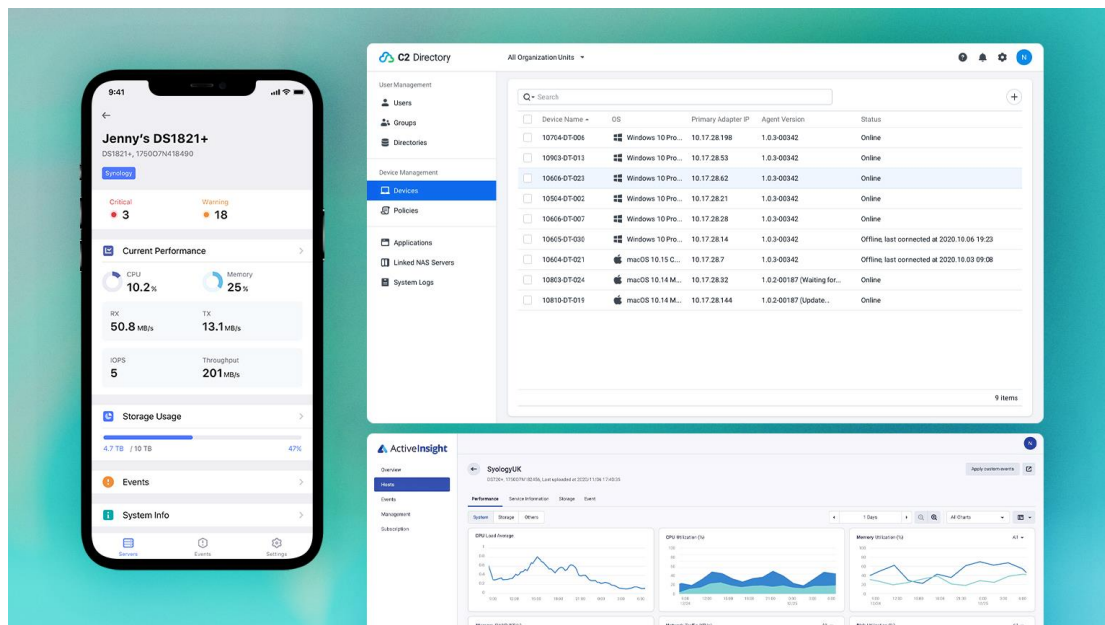 9:41
Jenny's DS1821+
DS1821+, 175007N418490
Synology
Critical Warning
3 18
Current Performance
CPU Memory
10.2% 25%
RX TX
50.8 MB/s 13.1 MB/s
IOPS Throughput
5 201 MB/s
Storage Usage
4.7 TB / 10 TB 47%
Events
System Info
Servers Events Settings
C2 Directory All Organization Units N
User Management
Users
Groups
Directories
Device Management
Devices
Policies
Applications
Linked NAS Servers
System Logs
Search
Device Name OS Primary Adapter IP Agent Version Status
10704-DT-006 Windows 10 Pro... 10.17.28.198 1.0.3-00342 Online
10903-DT-013 Windows 10 Pro... 10.17.28.53 1.0.3-00342 Online
10606-DT-023 Windows 10 Pro... 10.17.28.62 1.0.3-00342 Online
10504-DT-002 Windows 10 Pro... 10.17.28.21 1.0.3-00342 Online
10606-DT-007 Windows 10 Pro... 10.17.28.28 1.0.3-00342 Online
10605-DT-030 Windows 10 Pro... 10.17.28.14 1.0.3-00342 Offline, last connected at 2020.10.06 19:23
10604-DT-021 macOS 10.15 C... 10.17.28.7 1.0.3-00342 Offline, last connected at 2020.10.03 09:08
10803-DT-024 macOS 10.14 M... 10.17.28.32 1.0.2-00187 (Waiting for... Online
10810-DT-019 macOS 10.14 M... 10.17.28.144 1.0.2-00187 (Update... Online
9 items
ActiveInsight N
Overview
Hosts
Events
Management
Subscription
SyologyUK Apply custom events
Last uploaded at
Performance Service Information Storage Event
System Storage Others 1 Days All Charts
CPU Load Average
CPU Utilization (%)
Memory Utilization (%) All